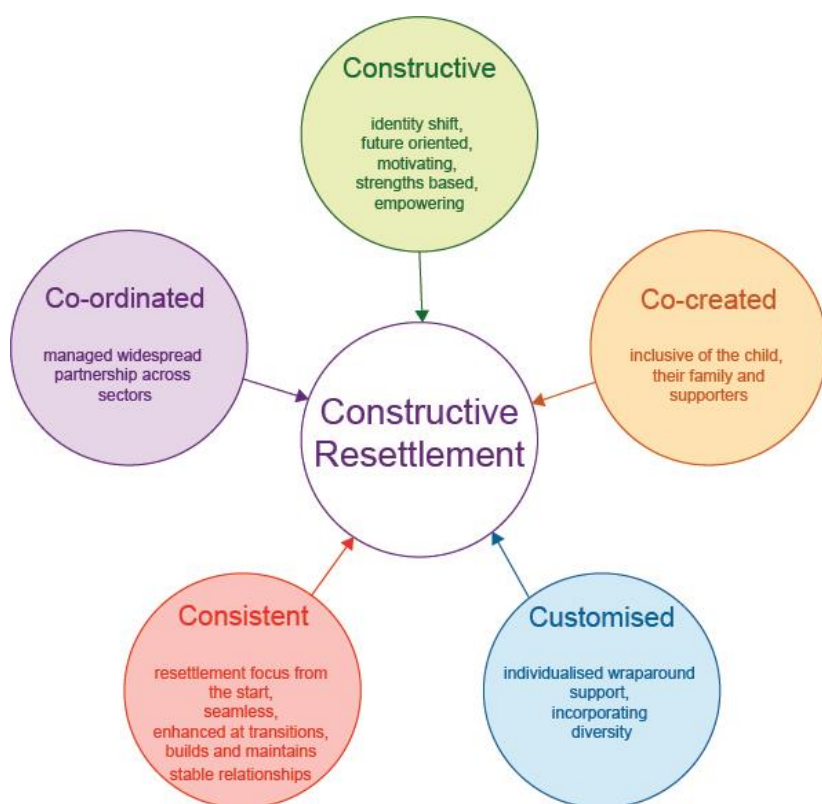 Constructive
identity shift,
future oriented,
motivating,
strengths based,
empowering
Co-ordinated
managed widespread
partnership across
sectors
Co-created
inclusive of the child,
their family and
supporters
Constructive
Resettlement
Consistent
resettlement focus from
the start,
seamless,
enhanced at transitions,
builds and maintains
stable relationships
Customised
individualised wraparound
support,
incorporating
diversity